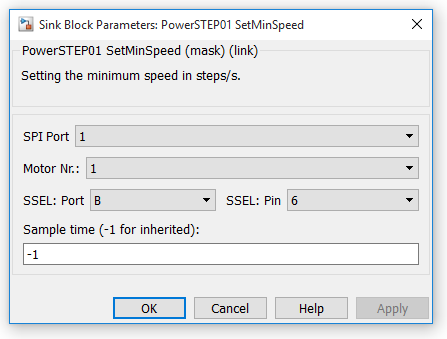 Sink Block Parameters: PowerSTEP01 SetMinSpeed
PowerSTEP01 SetMinSpeed (mask) (link)
Setting the minimum speed in steps/s.
SPI Port 1
Motor Nr.: 1
SSEL: Port B SSEL: Pin 6
Sample time (-1 for inherited):
-1
OK Cancel Help Apply